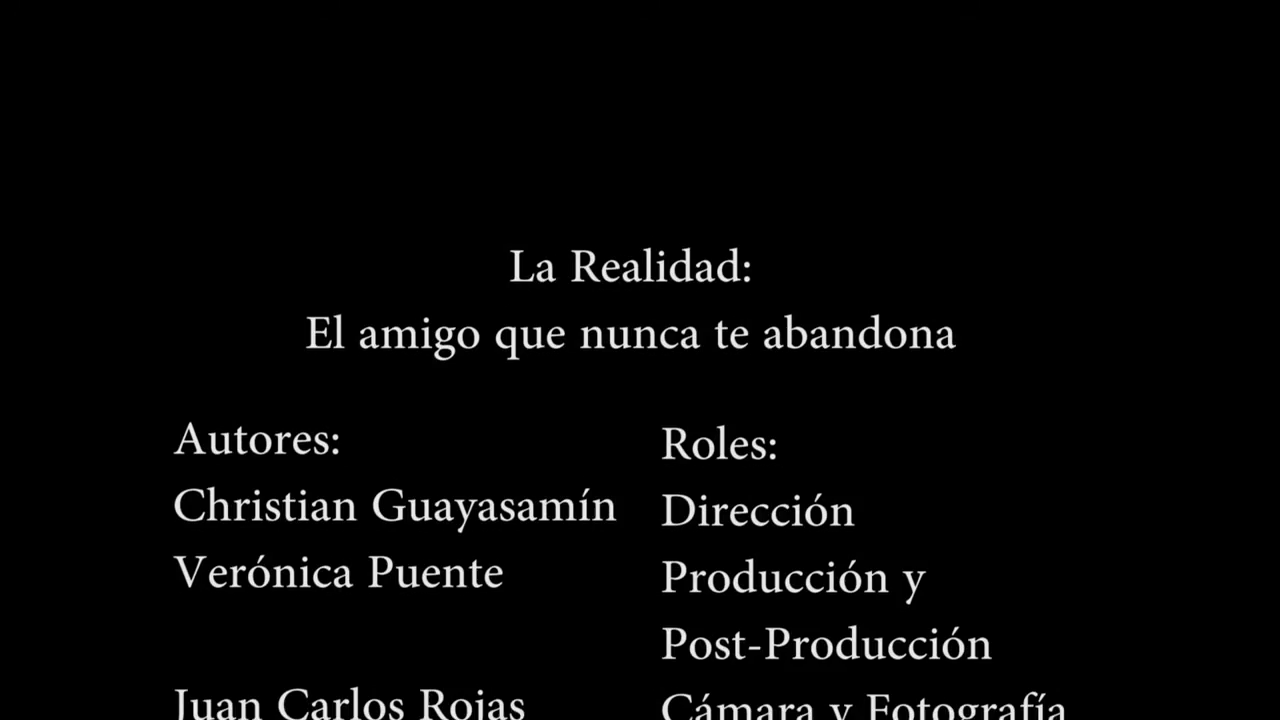 La Realidad:
El amigo que nunca te abandona
Autores:
Christian Guayasamín
Verónica Puente
Juan Carlos Rojas
Roles:
Dirección
Producción y
Post-Producción
Cámara y Fotografía